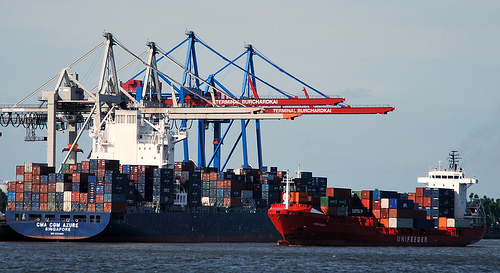 TERMINAL BURCHARDKAI
TERMINAL BURCHARDKAI
CMA CGM AZURE
SINGAPORE
UNIFEEDER